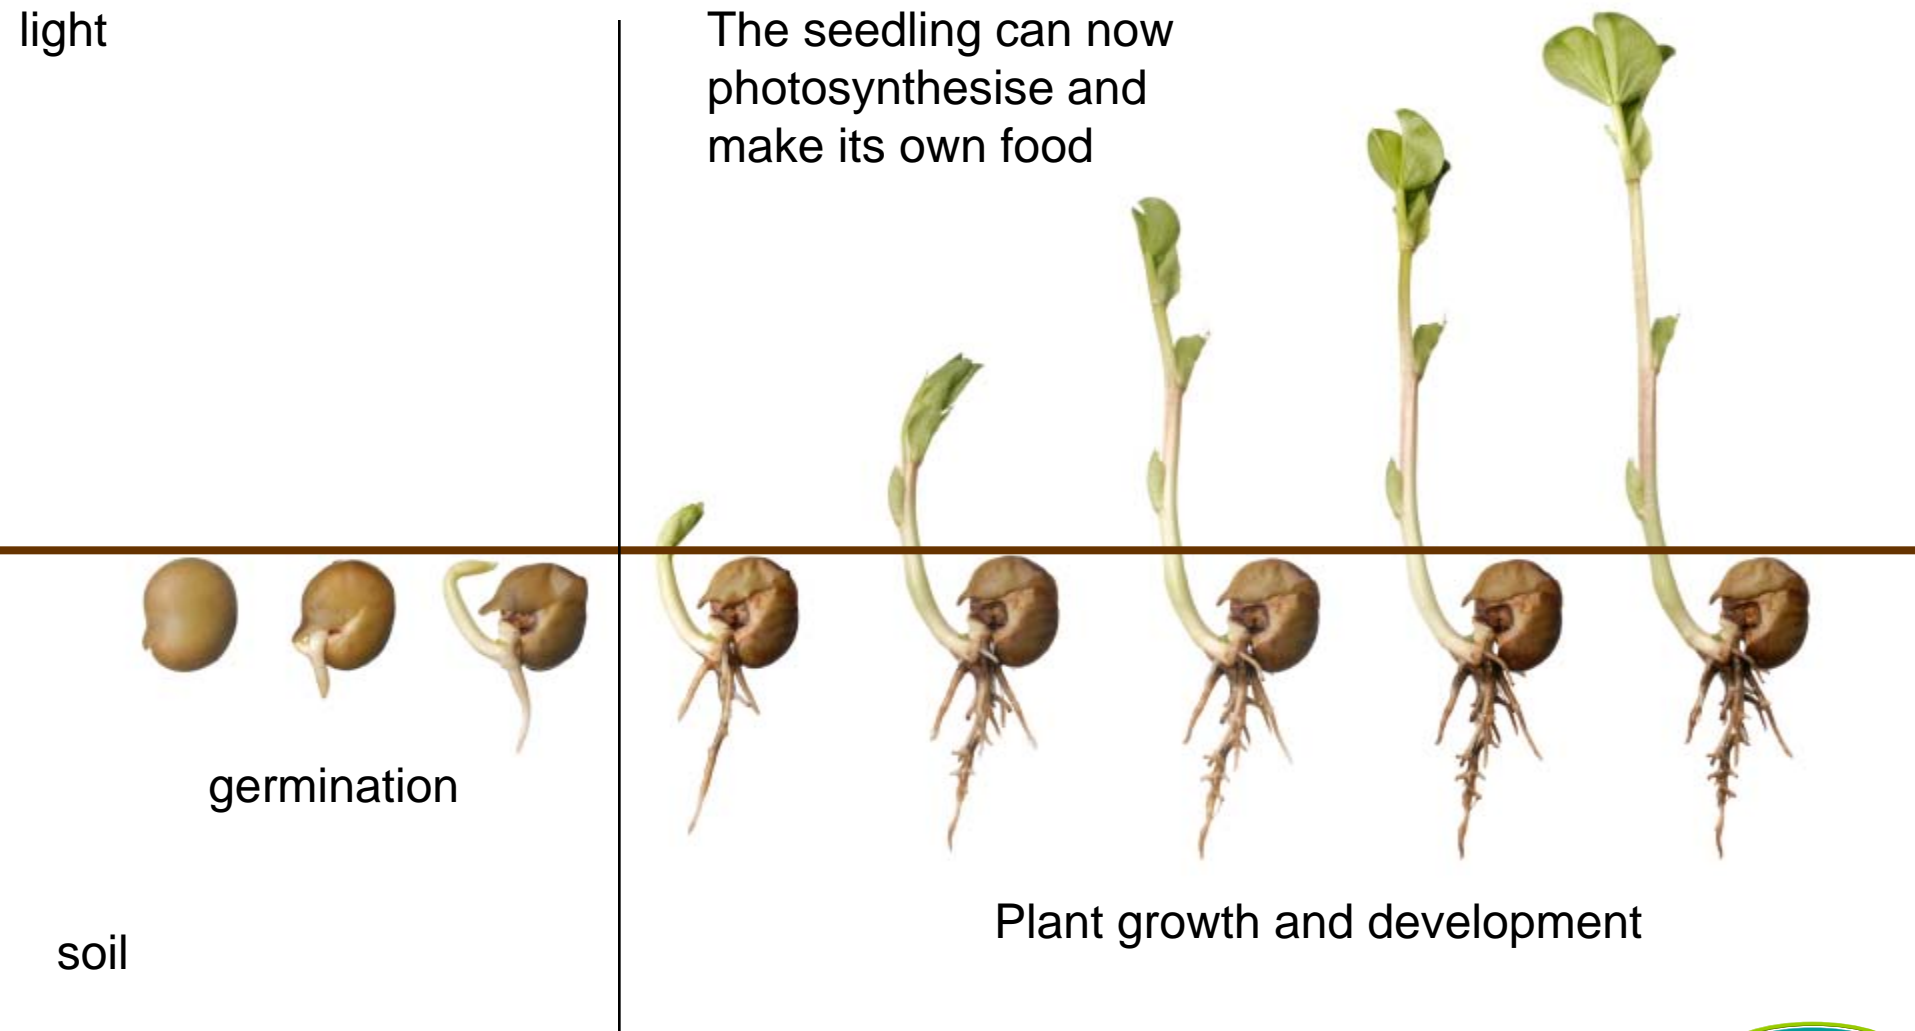 light
The seedling can now
photosynthesise and
make its own food
germination
Plant growth and development
soil